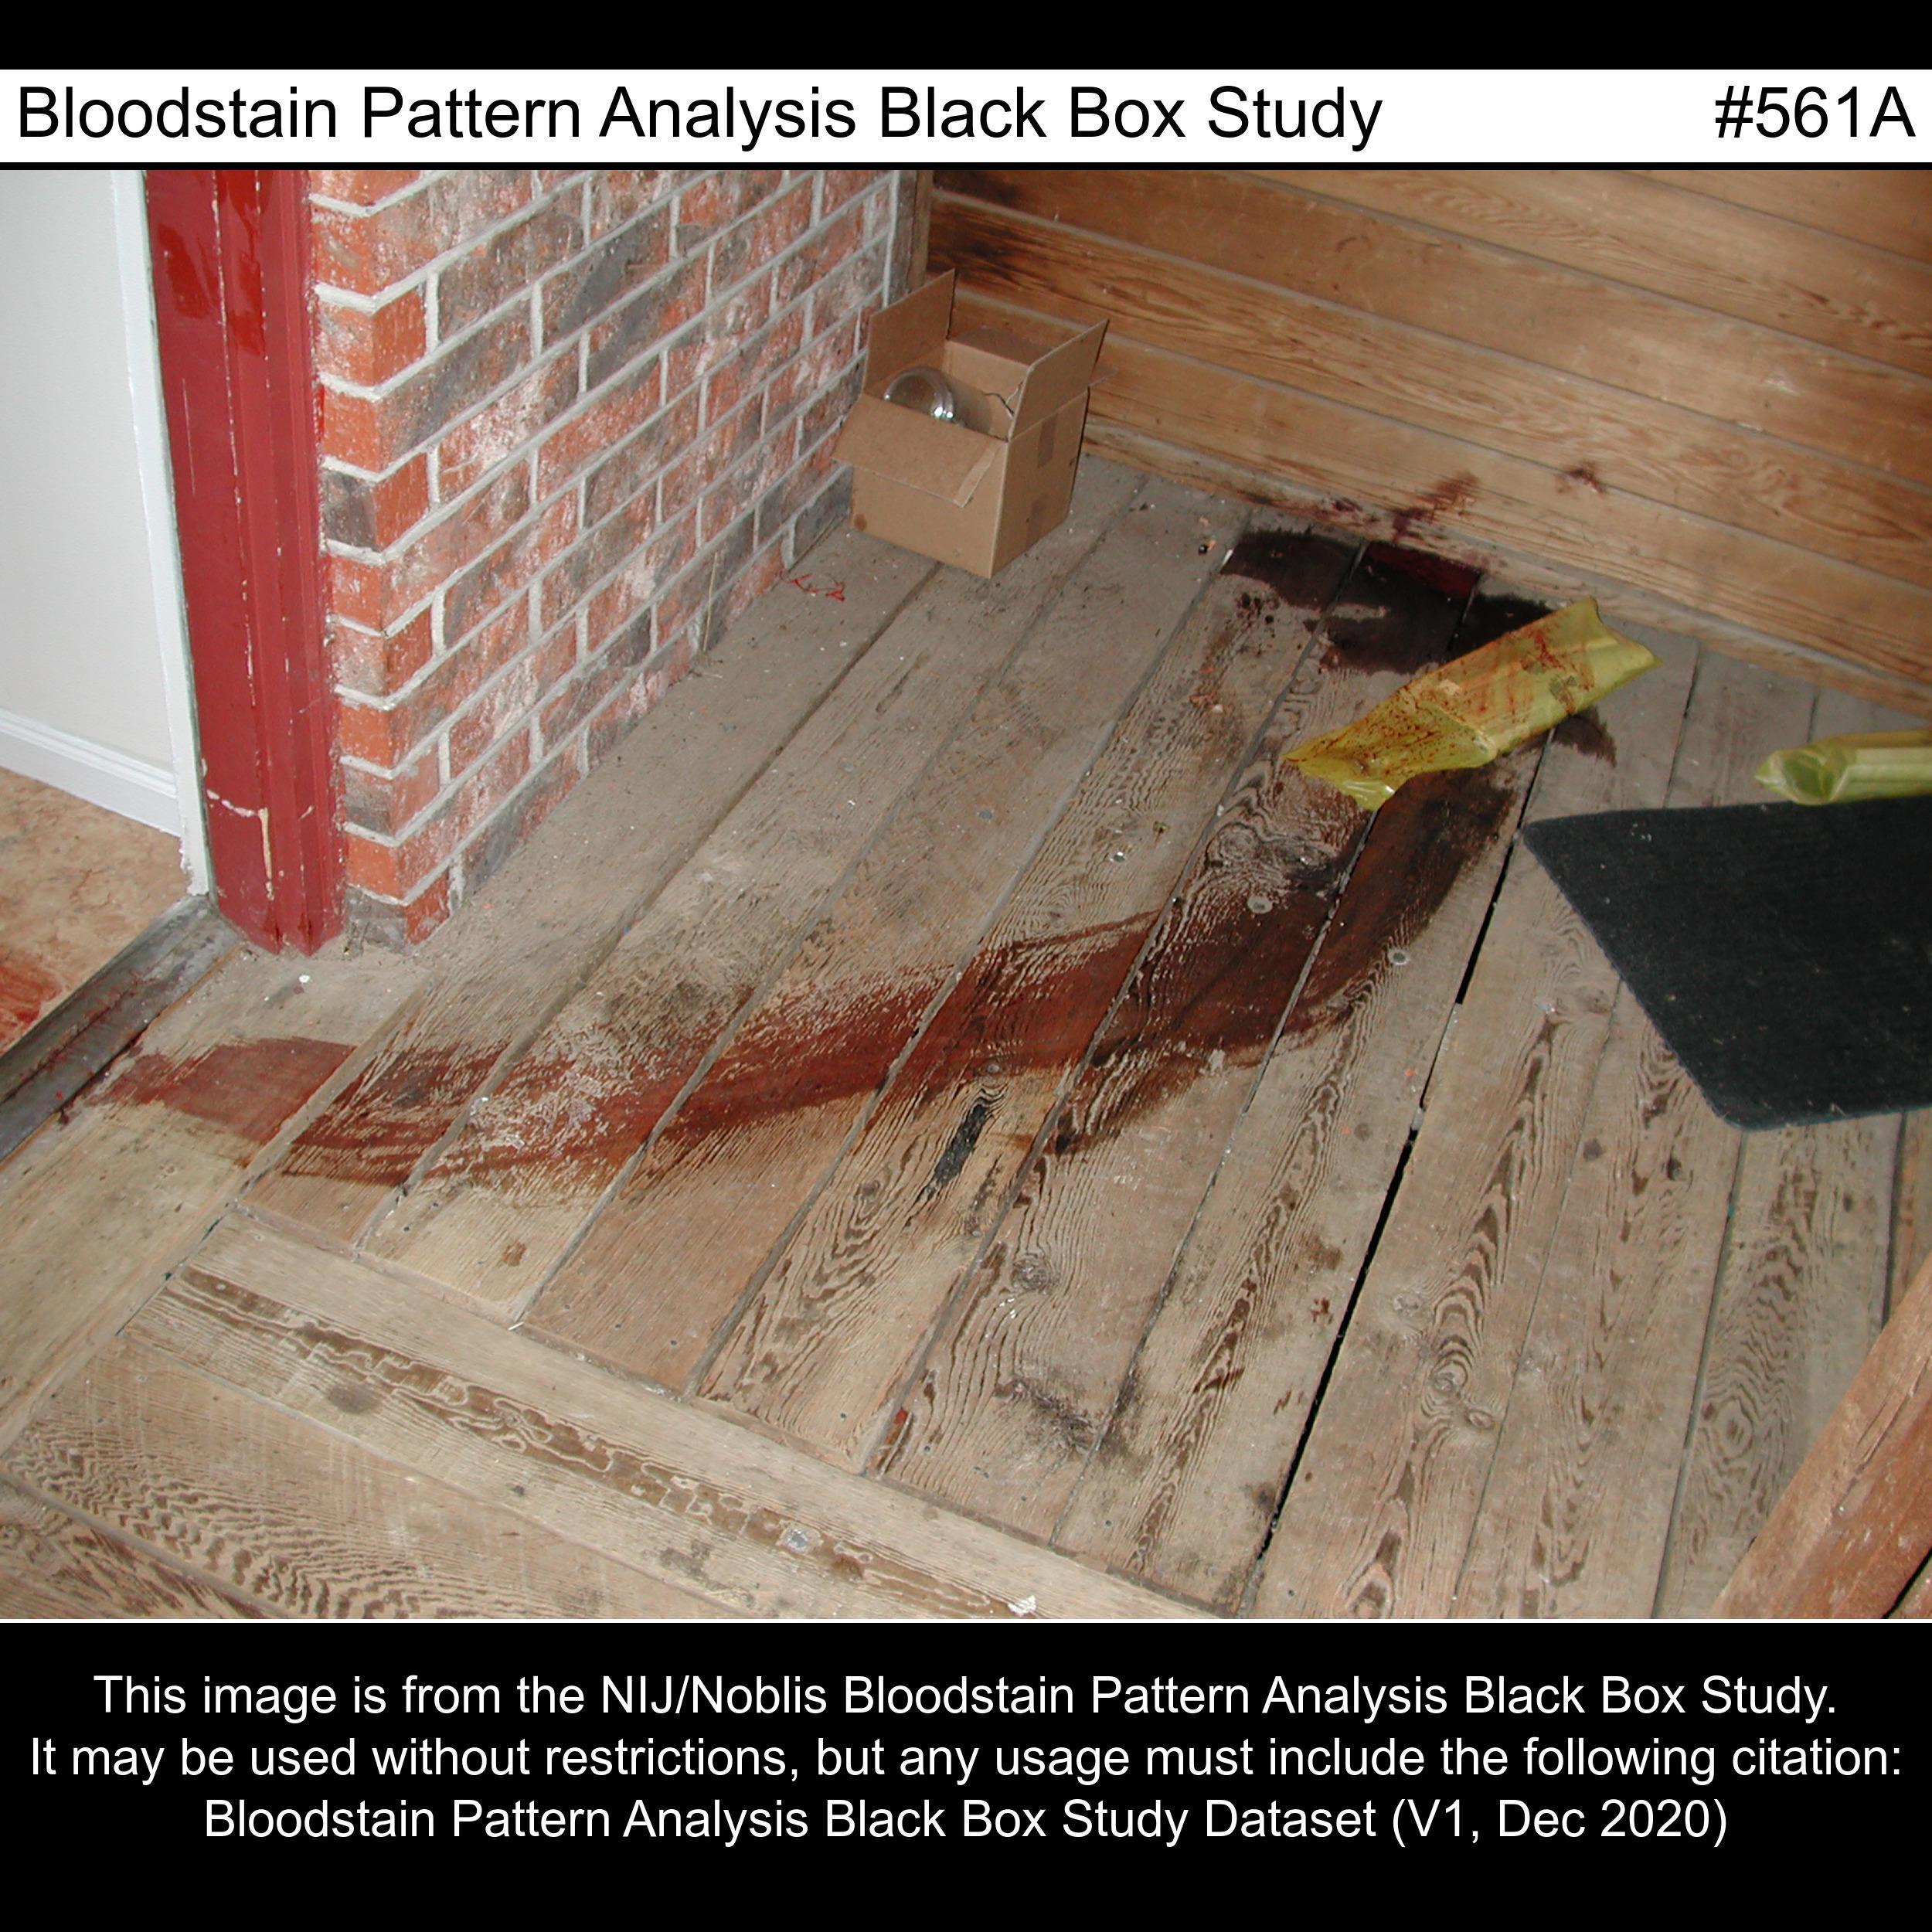 Bloodstain Pattern Analysis Black Box Study #561A
This image is from the NIJ/Noblis Bloodstain Pattern Analysis Black Box Study.
It may be used without restrictions, but any usage must include the following citation:
Bloodstain Pattern Analysis Black Box Study Dataset (V1, Dec 2020)